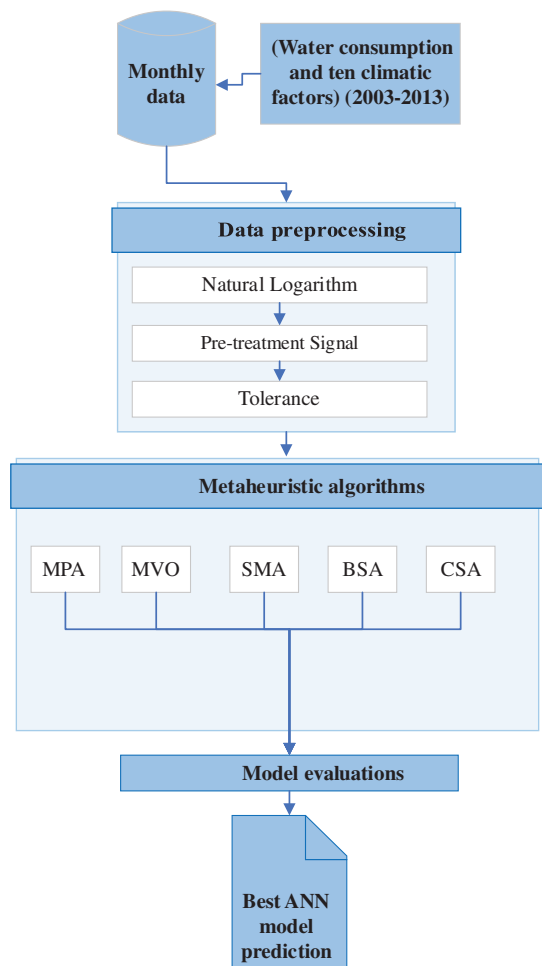 Monthly
data
(Water consumption
and ten climatic
factors) (2003-2013)
Data preprocessing
Natural Logarithm
Pre-treatment Signal
Tolerance
Metaheuristic algorithms
MPA
MVO
SMA
BSA
CSA
Model evaluations
Best ANN
model
prediction